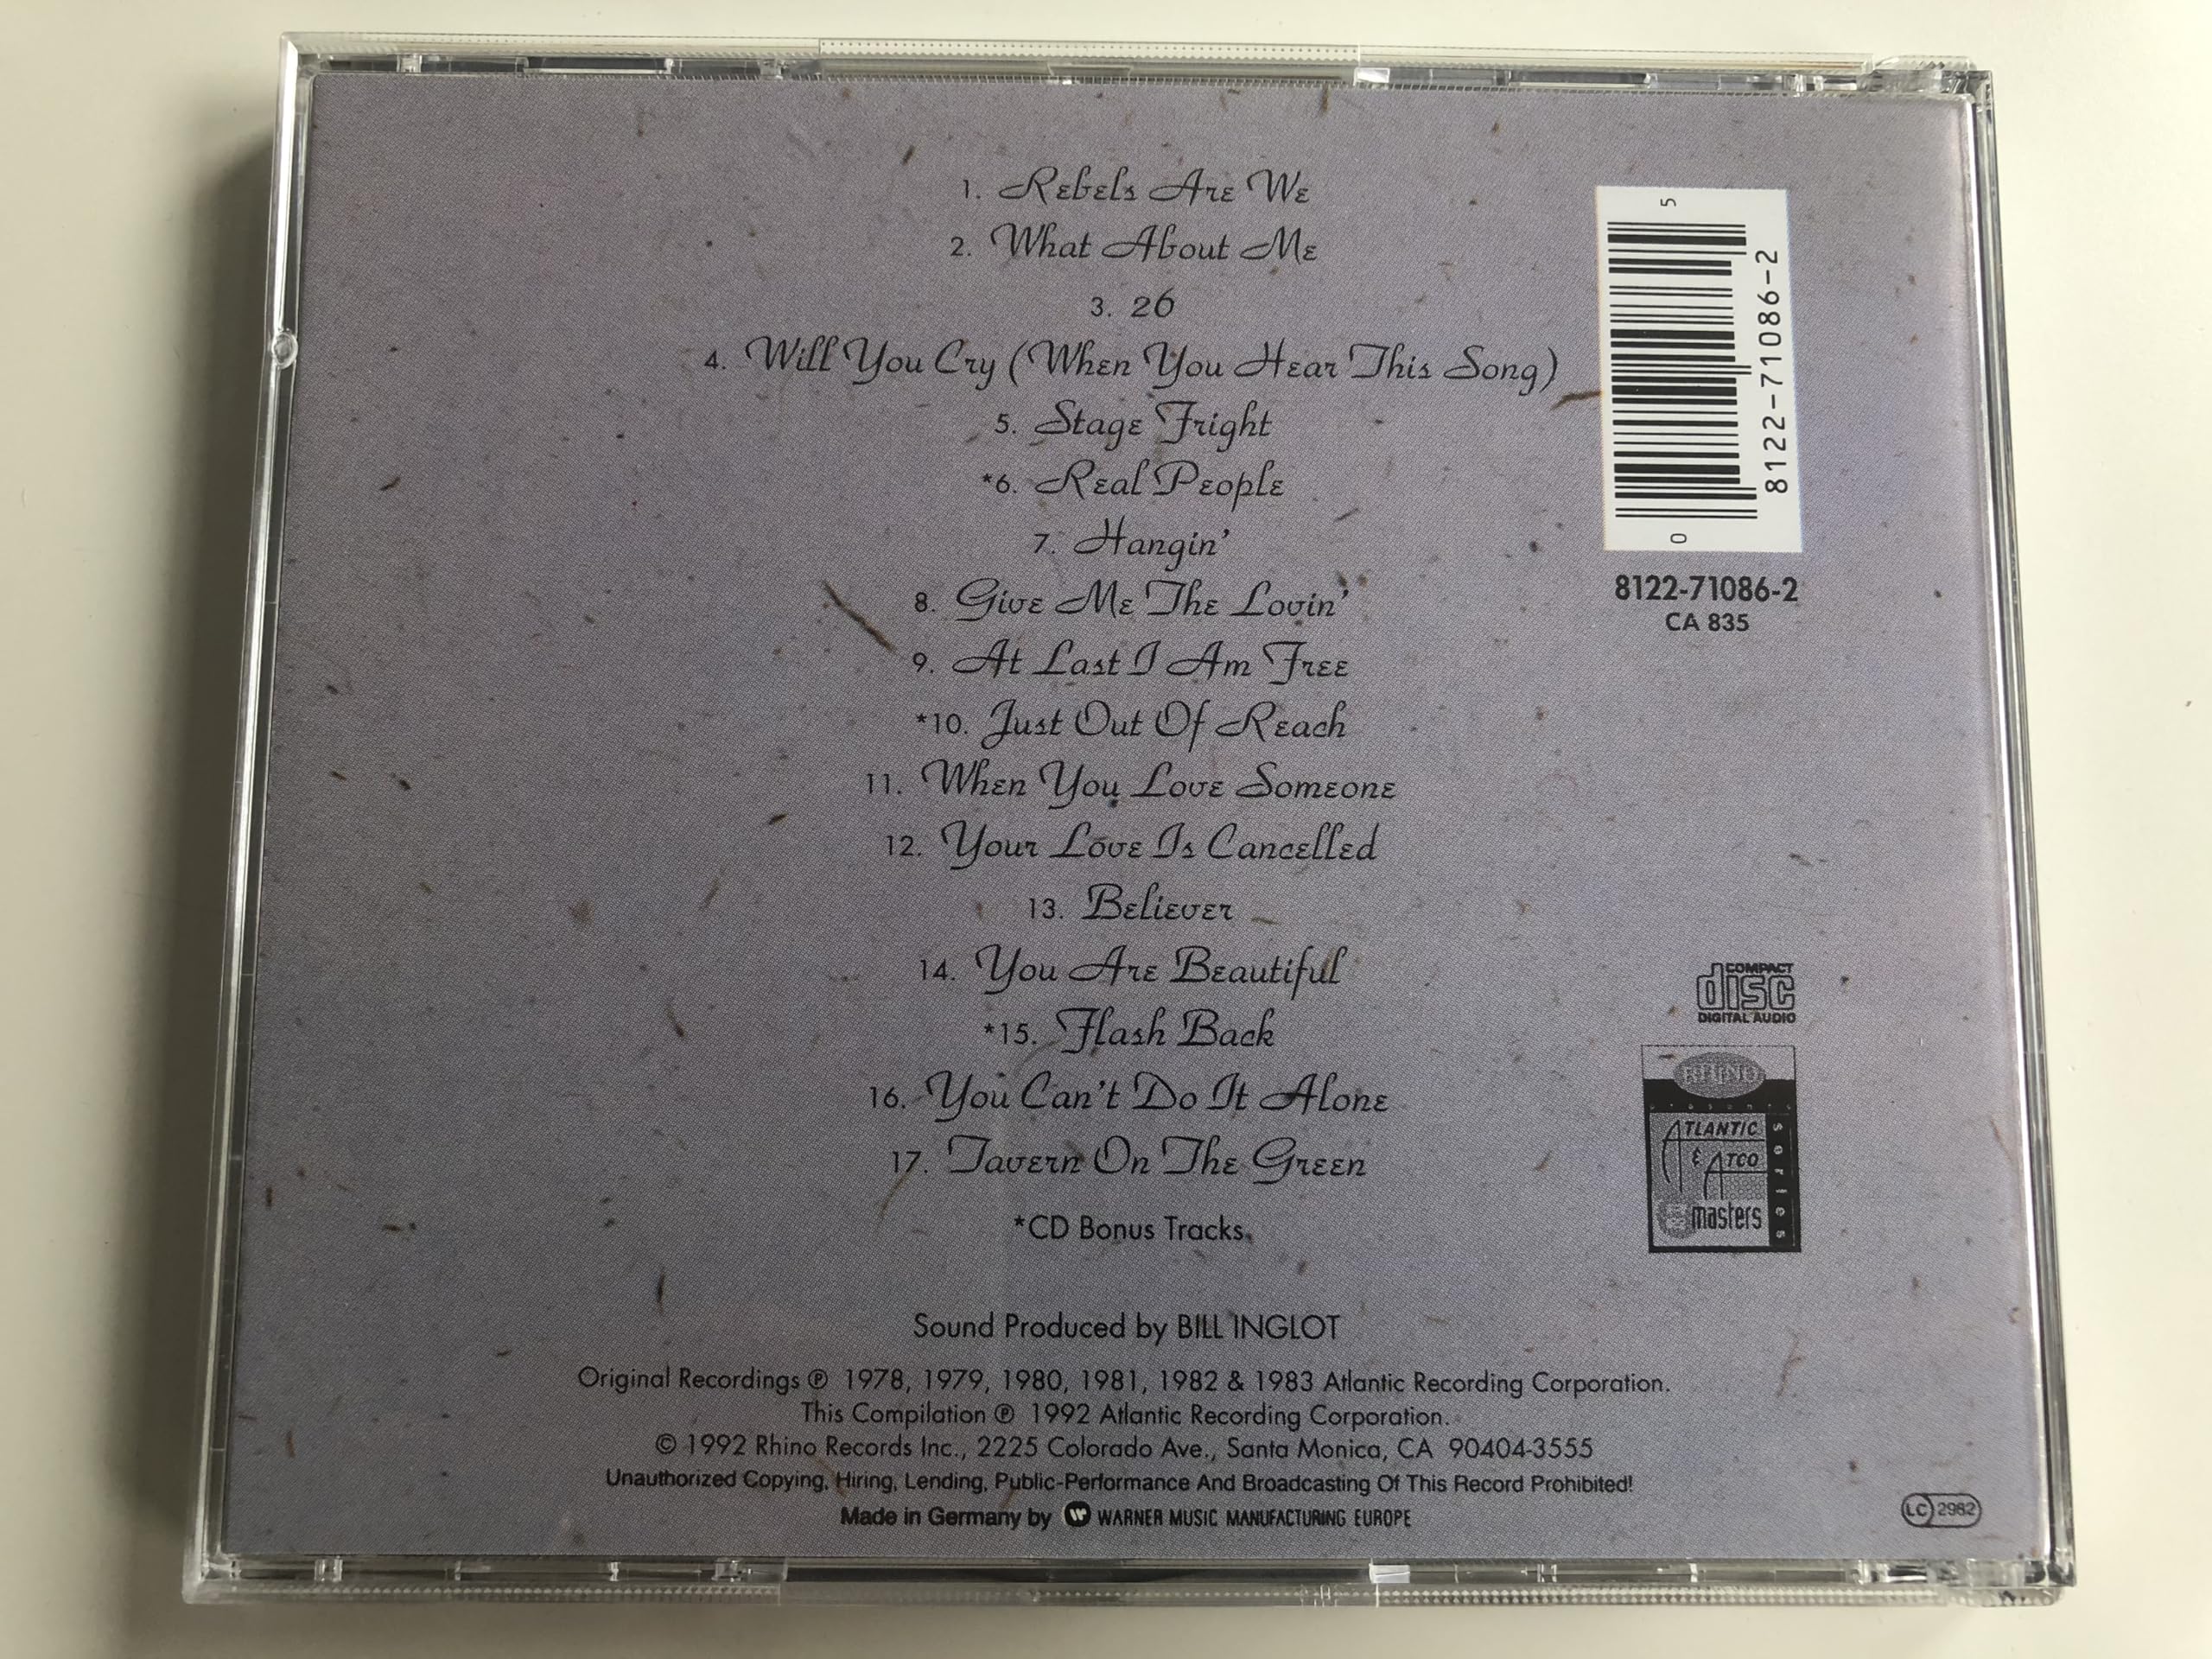 1. Rebels Are We
2. What About Me
3. 26
4. Will You Cry (When You Hear This Song)
5. Stage Fright
*6. Real People
7. Hangin'
8. Give Me The Lovin'
9. At Last I Am Free
*10. Just Out Of Reach
11. When You Love Someone
12. Your Love Is Cancelled
13. Believer
14. You Are Beautiful
*15. Flash Back
16. You Can't Do It Alone
17. Tavern On The Green
*CD Bonus Tracks
Sound Produced by BILL INGLOT
Original Recordings ℗ 1978, 1979, 1980, 1981, 1982 & 1983 Atlantic Recording Corporation.
This Compilation ℗ 1992 Atlantic Recording Corporation.
© 1992 Rhino Records Inc., 2225 Colorado Ave., Santa Monica, CA 90404-3555
Unauthorized Copying, Hiring, Lending, Public-Performance And Broadcasting Of This Record Prohibited!
Made in Germany by WARNER MUSIC MANUFACTURING EUROPE
5
8122-71086-2
0
8122-71086-2
CA 835
COMPACT
disc
DIGITAL AUDIO
RHINO
presents
ATLANTIC
& ATCO
masters
series
LC 2982